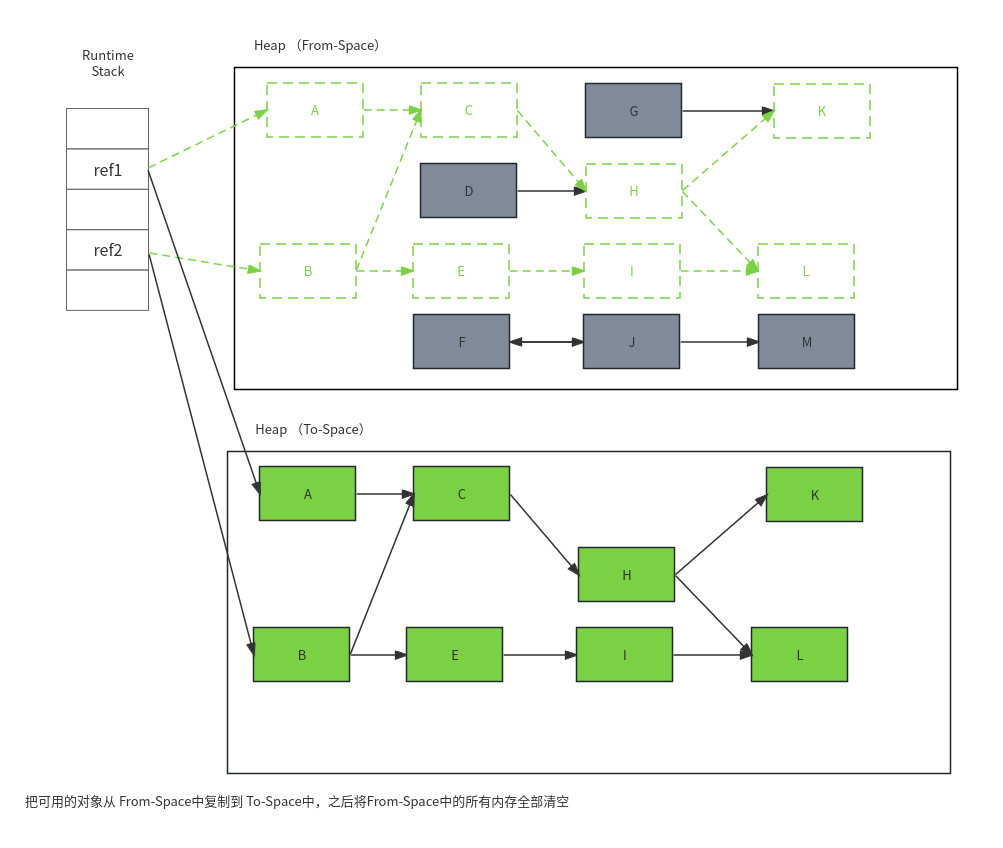 Runtime
Stack
ref1
ref2
Heap （From-Space）
A
C
G
K
D
H
B
E
I
L
F
J
M
Heap （To-Space）
A
C
K
H
B
E
I
L
把可用的对象从 From-Space中复制到 To-Space中，之后将From-Space中的所有内存全部清空